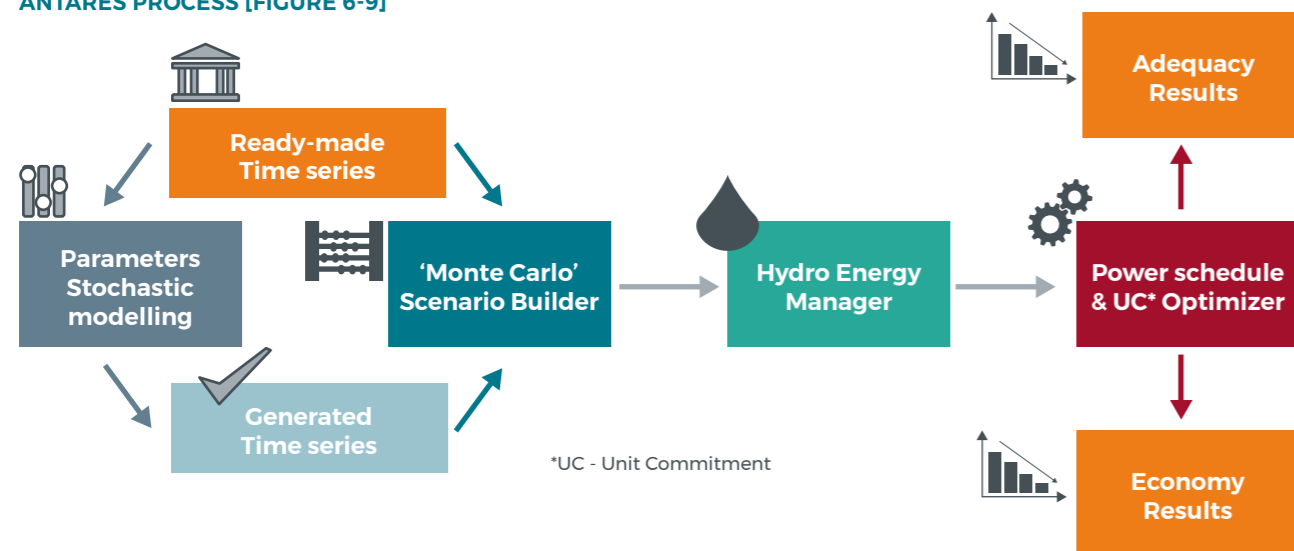 ANTARES PROCESS [FIGURE 6-9]
Ready-made
Time series
Parameters
Stochastic
modelling
Generated
Time series
‘Monte Carlo’
Scenario Builder
Hydro Energy
Manager
Power schedule
& UC* Optimizer
Adequacy
Results
Economy
Results
*UC - Unit Commitment